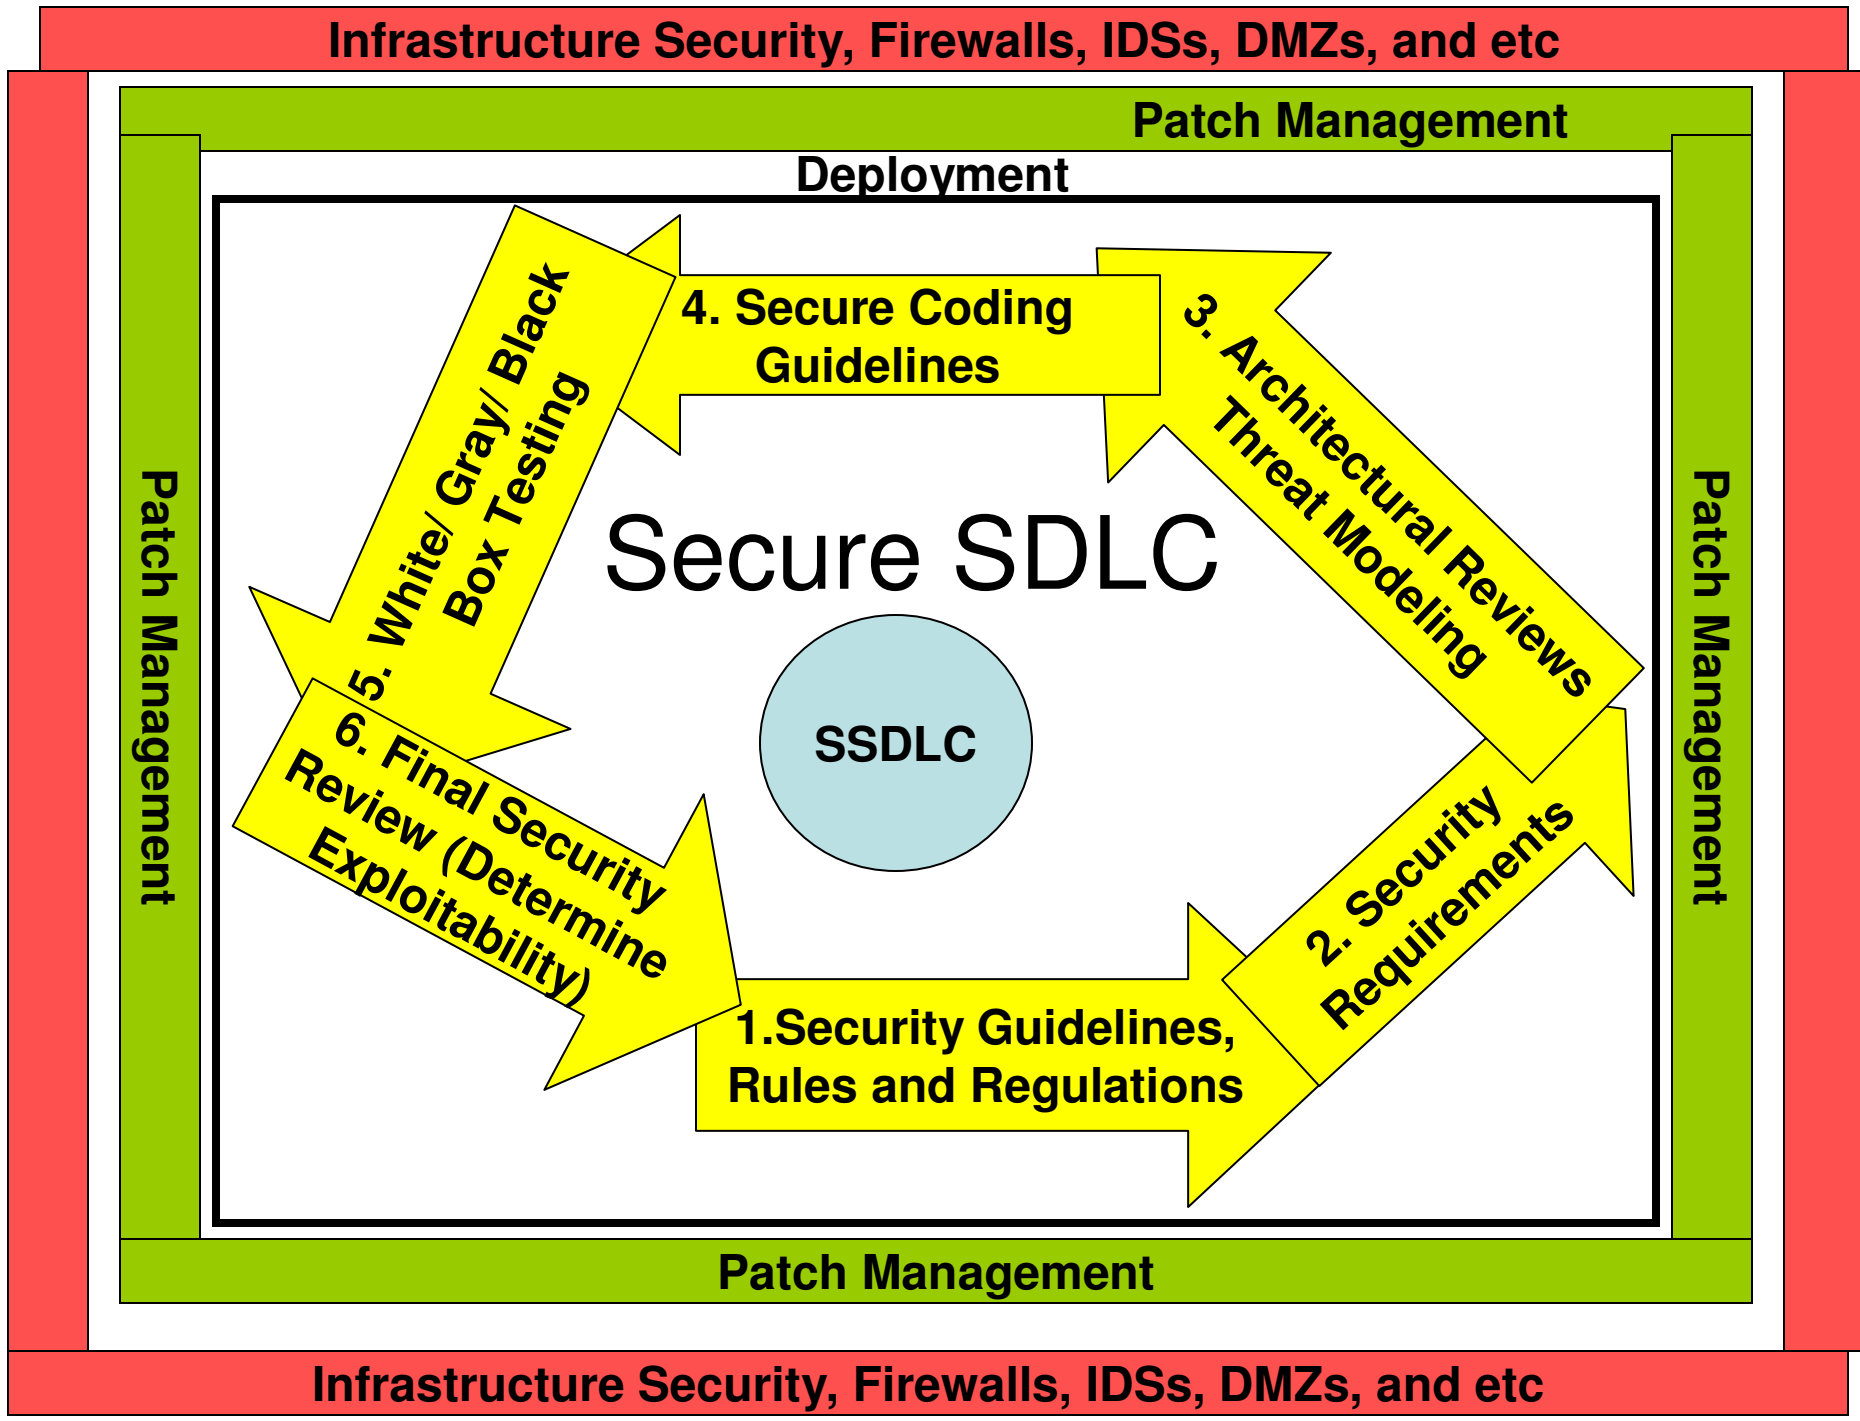 Infrastructure Security, Firewalls, IDSs, DMZs, and etc
Patch Management
Deployment
4. Secure Coding
Guidelines
3. Architectural Reviews
Threat Modeling
5. White/ Gray/ Black
Box Testing
Secure SDLC
SSDLC
Patch Management
Patch Management
6. Final Security
Review (Determine
Exploitability)
2. Security
Requirements
1.Security Guidelines,
Rules and Regulations
Patch Management
Infrastructure Security, Firewalls, IDSs, DMZs, and etc